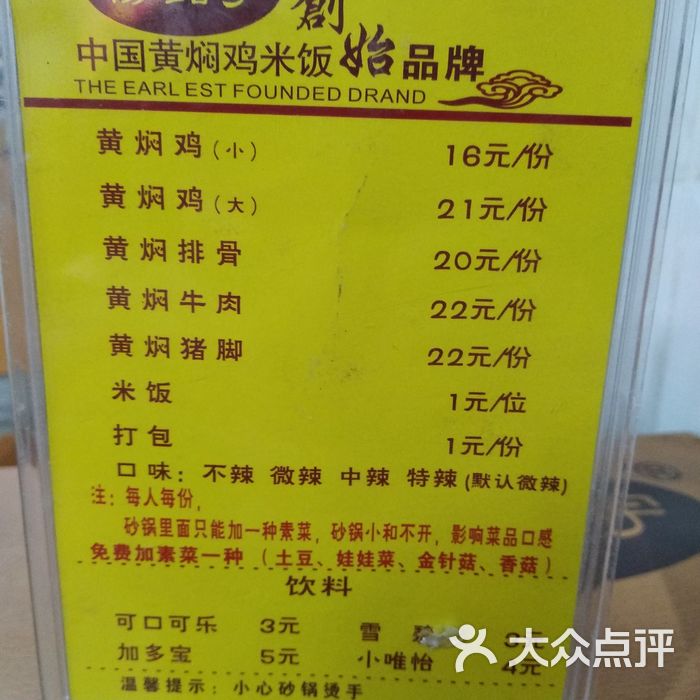 創
中国黄焖鸡米饭始品牌
THE EARL EST FOUNDED DRAND
黄焖鸡(小) 16元/份
黄焖鸡(大) 21元/份
黄焖排骨 20元/份
黄焖牛肉 22元/份
黄焖猪脚 22元/份
米饭 1元/位
打包 1元/份
口味：不辣 微辣 中辣 特辣(默认微辣)
注：每人每份，
砂锅里面只能加一种素菜，砂锅小和不开，影响菜品口感
免费加素菜一种（土豆、娃娃菜、金针菇、香菇）
饮料
可口可乐 3元 雪碧 3元
加多宝 5元 小唯怡 4元
温馨提示：小心砂锅烫手
大众点评